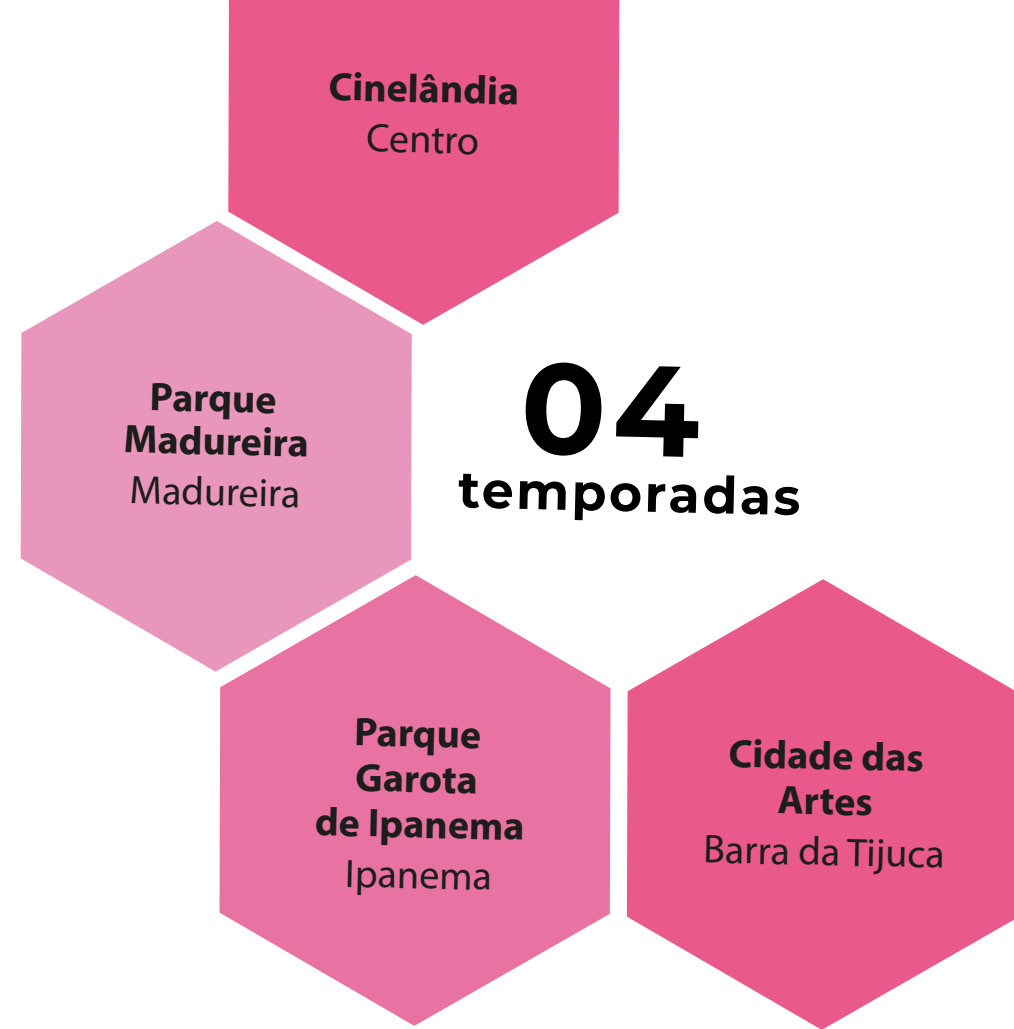 Cinelândia
Centro
Parque
Madureira
Madureira
04
temporadas
Parque
Garota
de Ipanema
Ipanema
Cidade das
Artes
Barra da Tijuca